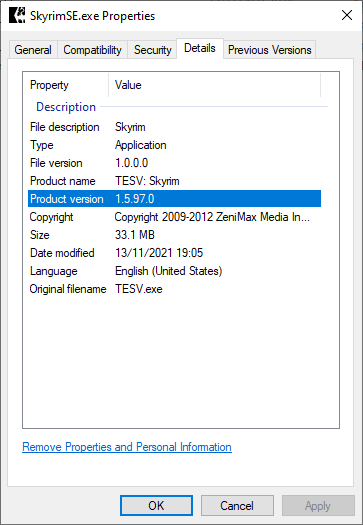 SkyrimSE.exe Properties
General Compatibility Security Details Previous Versions
Property Value
Description
File description Skyrim
Type Application
File version 1.0.0.0
Product name TESV: Skyrim
Product version 1.5.97.0
Copyright Copyright 2009-2012 ZeniMax Media In...
Size 33.1 MB
Date modified 13/11/2021 19:05
Language English (United States)
Original filename TESV.exe
Remove Properties and Personal Information
OK Cancel Apply